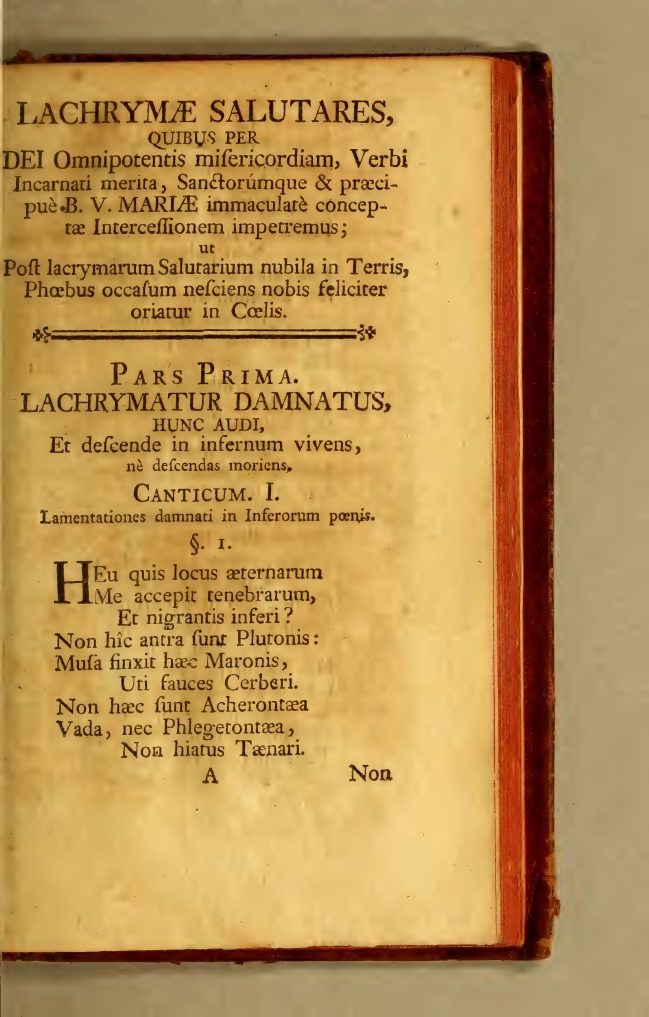 LACHRYMÆ SALUTARES,
QUIBUS PER
DEI Omnipotentis miſericordiam, Verbi
Incarnati merita, Sanctorúmque & præci-
puè B. V. MARIÆ immaculatè concep-
tæ Interceſſionem impetremus;
ut
Poſt lacrymarum Salutarium nubila in Terris,
Phœbus occaſum neſciens nobis feliciter
oriatur in Cœlis.
PARS PRIMA.
LACHRYMATUR DAMNATUS,
HUNC AUDI,
Et deſcende in infernum vivens,
nè deſcendas moriens.
CANTICUM. I.
Lamentationes damnati in Inferorum pœnis.
§. 1.
HEu quis locus æternarum
Me accepit tenebrarum,
Et nigrantis inferi?
Non hîc antra ſunt Plutonis:
Muſa finxit hæc Maronis,
Uti fauces Cerberi.
Non hæc ſunt Acherontæa
Vada, nec Phlegetontæa,
Non hiatus Tænari.
A Non